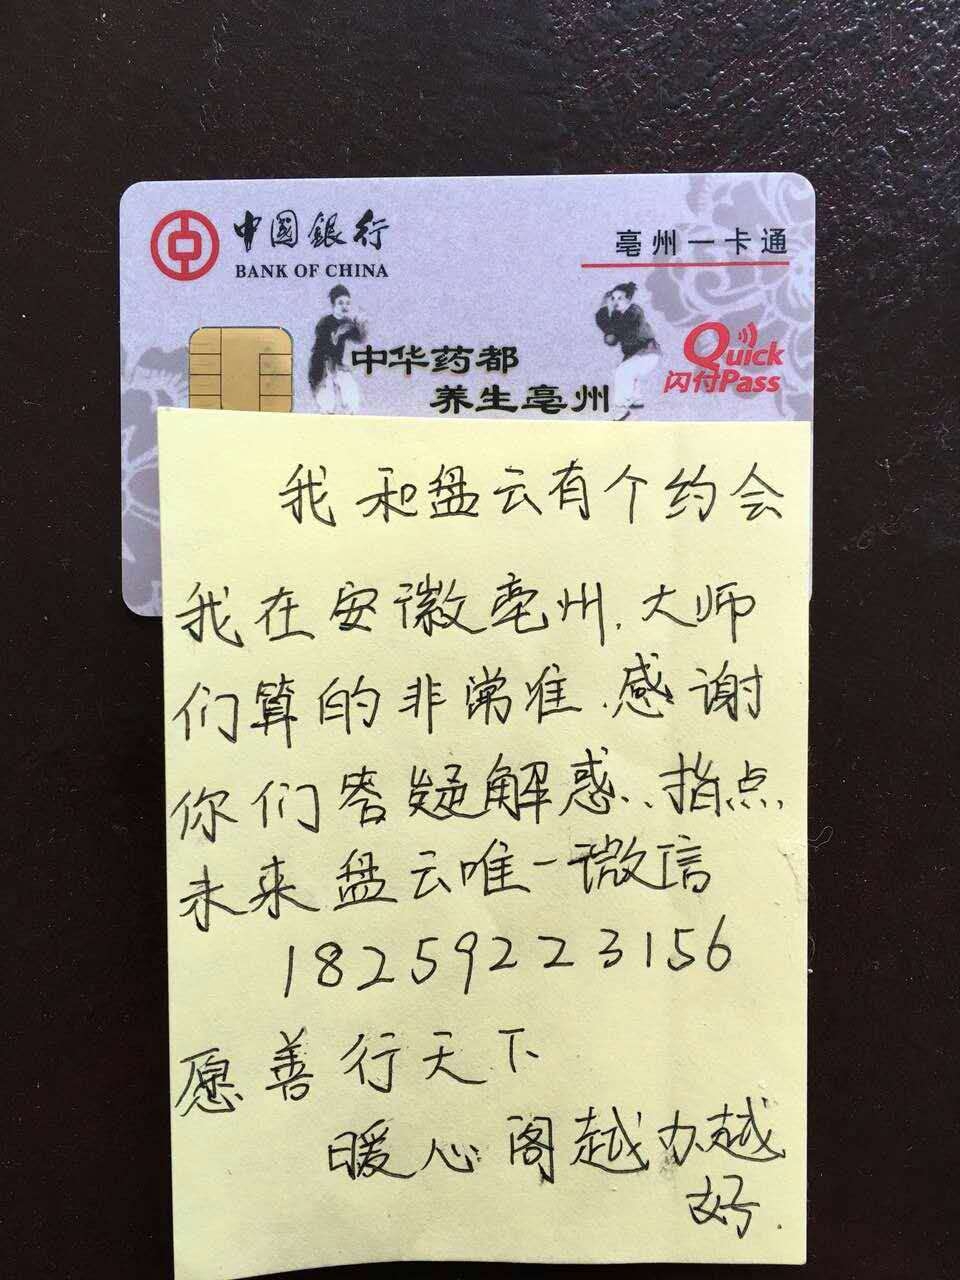 中国銀行
BANK OF CHINA
亳州一卡通
中华药都
养生亳州
Quick
闪付Pass
我和盘云有个约会
我在安徽亳州.大师
们算的非常准.感谢
你们答疑解惑..指点
未来盘云唯一微信
18259223156
愿善行天下
暖心阁越办越
好.